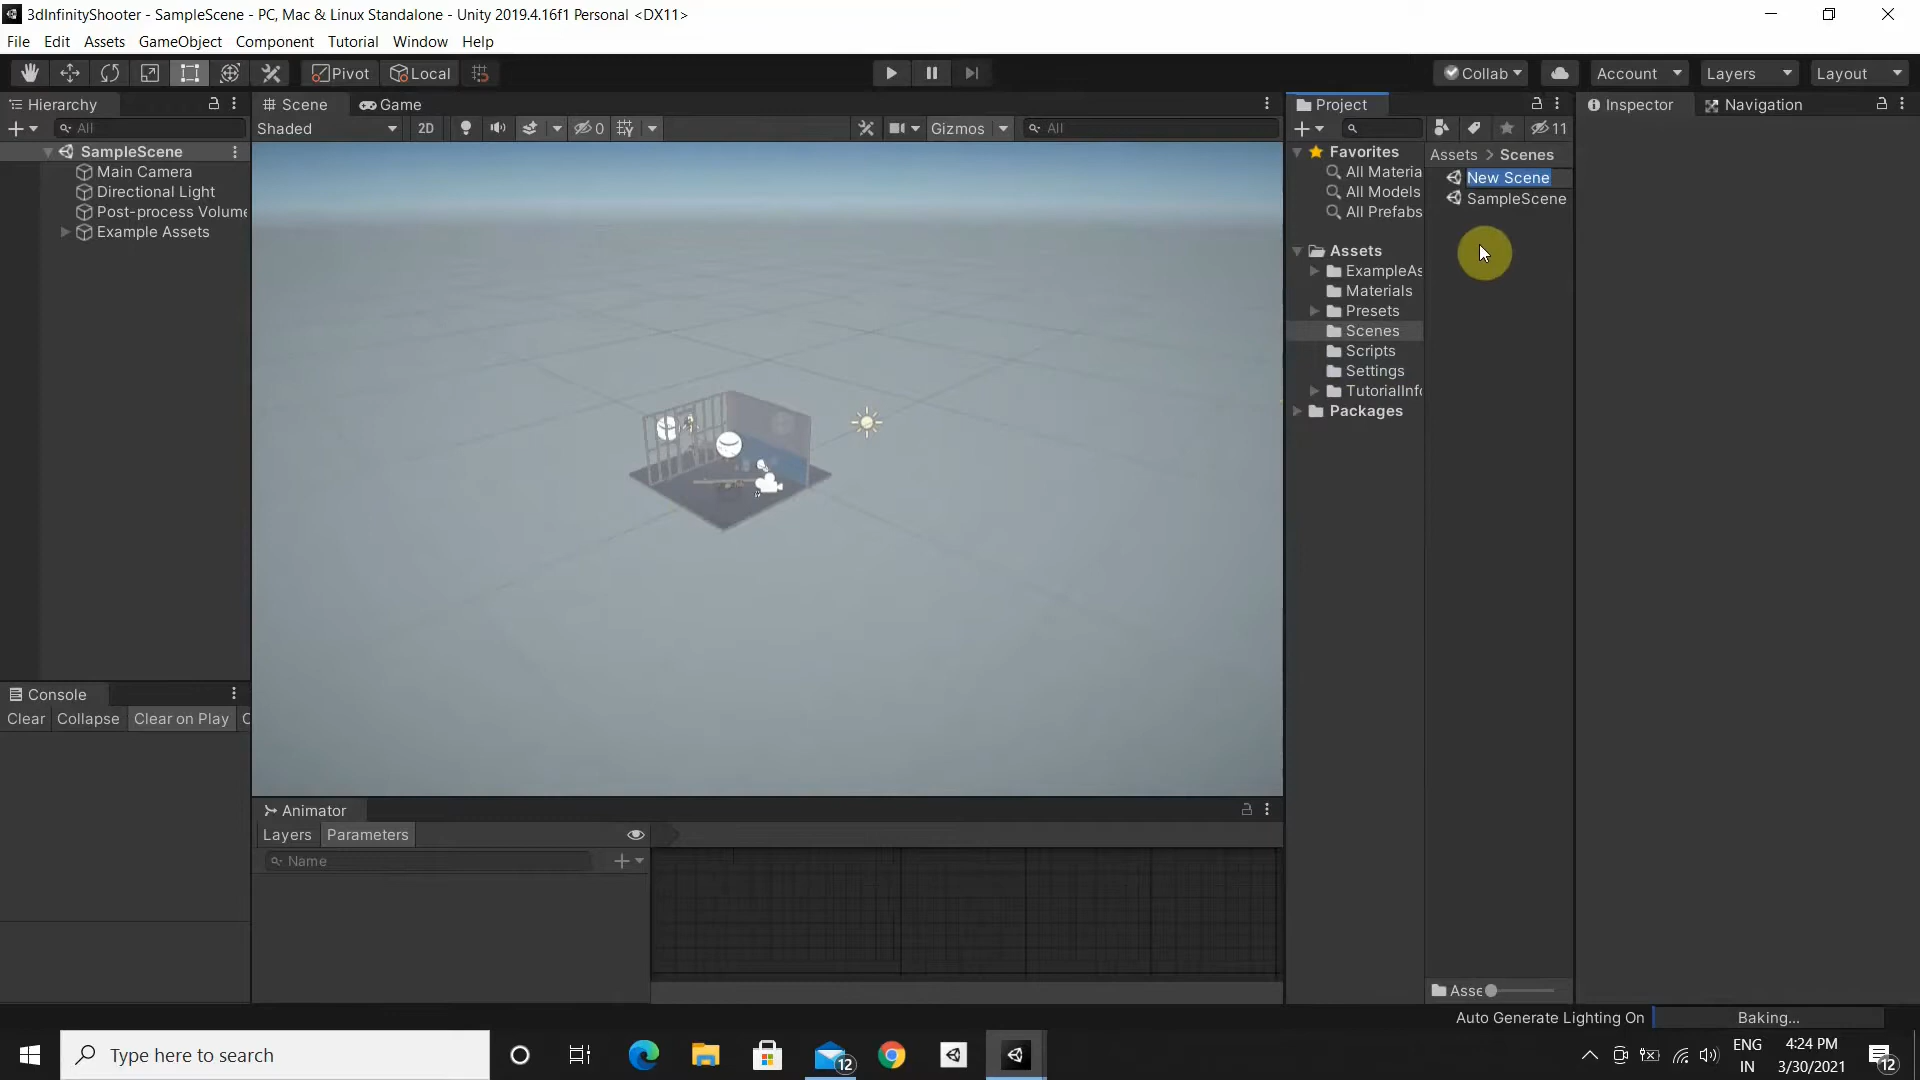 3dInfinityShooter - SampleScene - PC, Mac & Linux Standalone - Unity 2019.4.16f1 Personal <DX11>
File Edit Assets GameObject Component Tutorial Window Help
Pivot Local Collab Account Layers Layout
Hierarchy Scene Game Project Inspector Navigation
All Shaded 2D 0 Gizmos All 11
SampleScene
Main Camera
Directional Light
Post-process Volume
Example Assets
Favorites
All Materia
All Models
All Prefabs
Assets
ExampleAs
Materials
Presets
Scenes
Scripts
Settings
TutorialInfo
Packages
Assets > Scenes
New Scene
SampleScene
Asse
Console
Clear Collapse Clear on Play
Animator
Layers Parameters
Name
Auto Generate Lighting On Baking...
Type here to search
12
ENG
IN
4:24 PM
3/30/2021
12